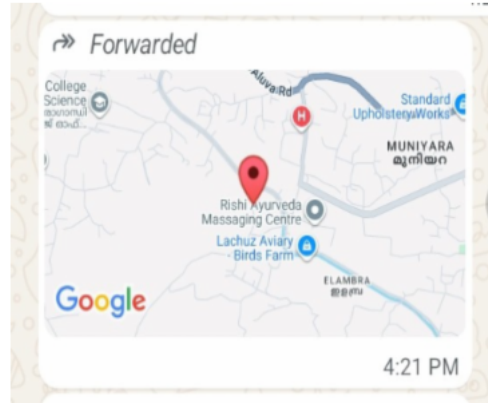 Forwarded
Aluva Rd
College
Science
H
Standard
Upholstery Works
MUNIYARA
മുനിയറ
Rishi Ayurveda
Massaging Centre
Lachuz Aviary
- Birds Farm
ELAMBRA
Google
4:21 PM